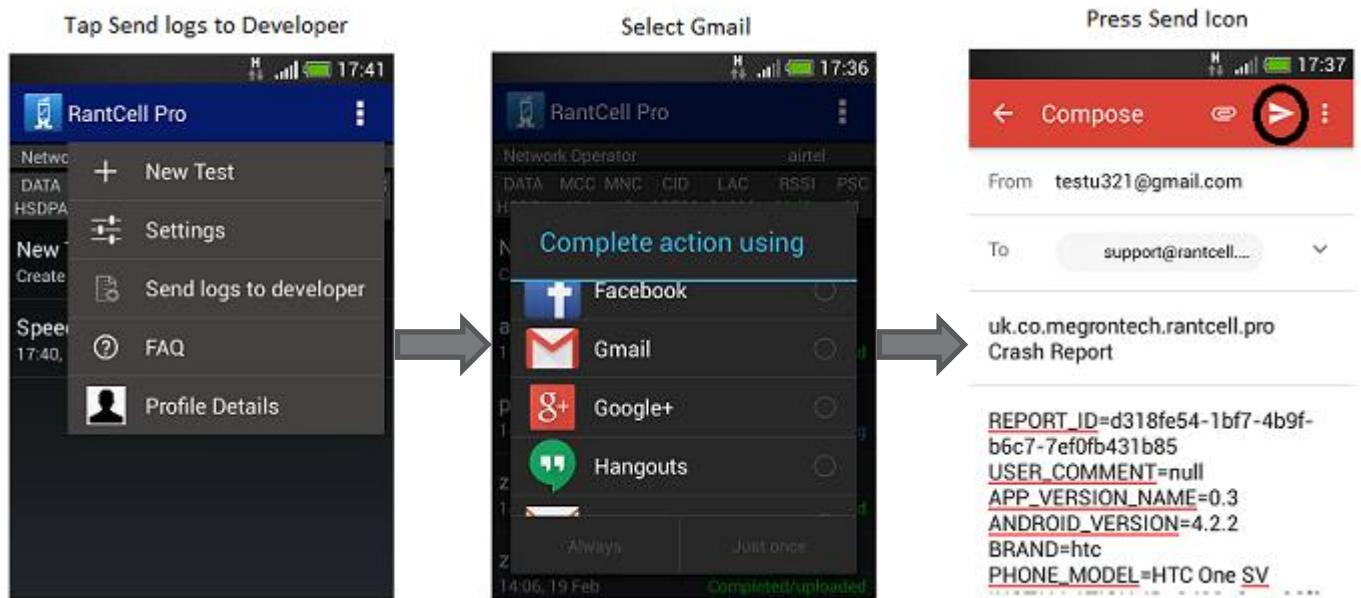 Tap Send logs to Developer
17:41
RantCell Pro
Netwo
DATA
HSDPA
New
Create
Speed
17:40,
New Test
Settings
Send logs to developer
FAQ
Profile Details
Select Gmail
H
17:36
RantCell Pro
Network Operator airtel
DATA MCC MNC CID LAC RSSI PSC
Complete action using
Facebook
Gmail
Google+
Hangouts
Always Just once
14:06, 19 Feb Completed/uploaded
Press Send Icon
H
17:37
Compose
From testu321@gmail.com
To support@rantcell....
uk.co.megrontech.rantcell.pro
Crash Report
REPORT_ID=d318fe54-1bf7-4b9f-
b6c7-7ef0fb431b85
USER_COMMENT=null
APP_VERSION_NAME=0.3
ANDROID_VERSION=4.2.2
BRAND=htc
PHONE_MODEL=HTC One SV